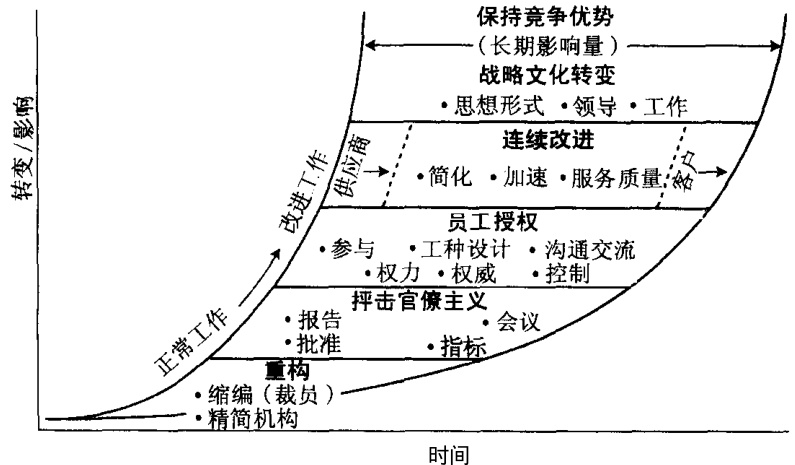 保持竞争优势
(长期影响量)
战略文化转变
•思想形式 •领导 •工作
连续改进
供应商
•简化 •加速 •服务质量
客户
员工授权
•参与 •工种设计 •沟通交流
•权力 •权威 •控制
抨击官僚主义
•报告 •会议
•批准 •指标
重构
•缩编(裁员)
•精简机构
正常工作
改进工作
转变/影响
时间